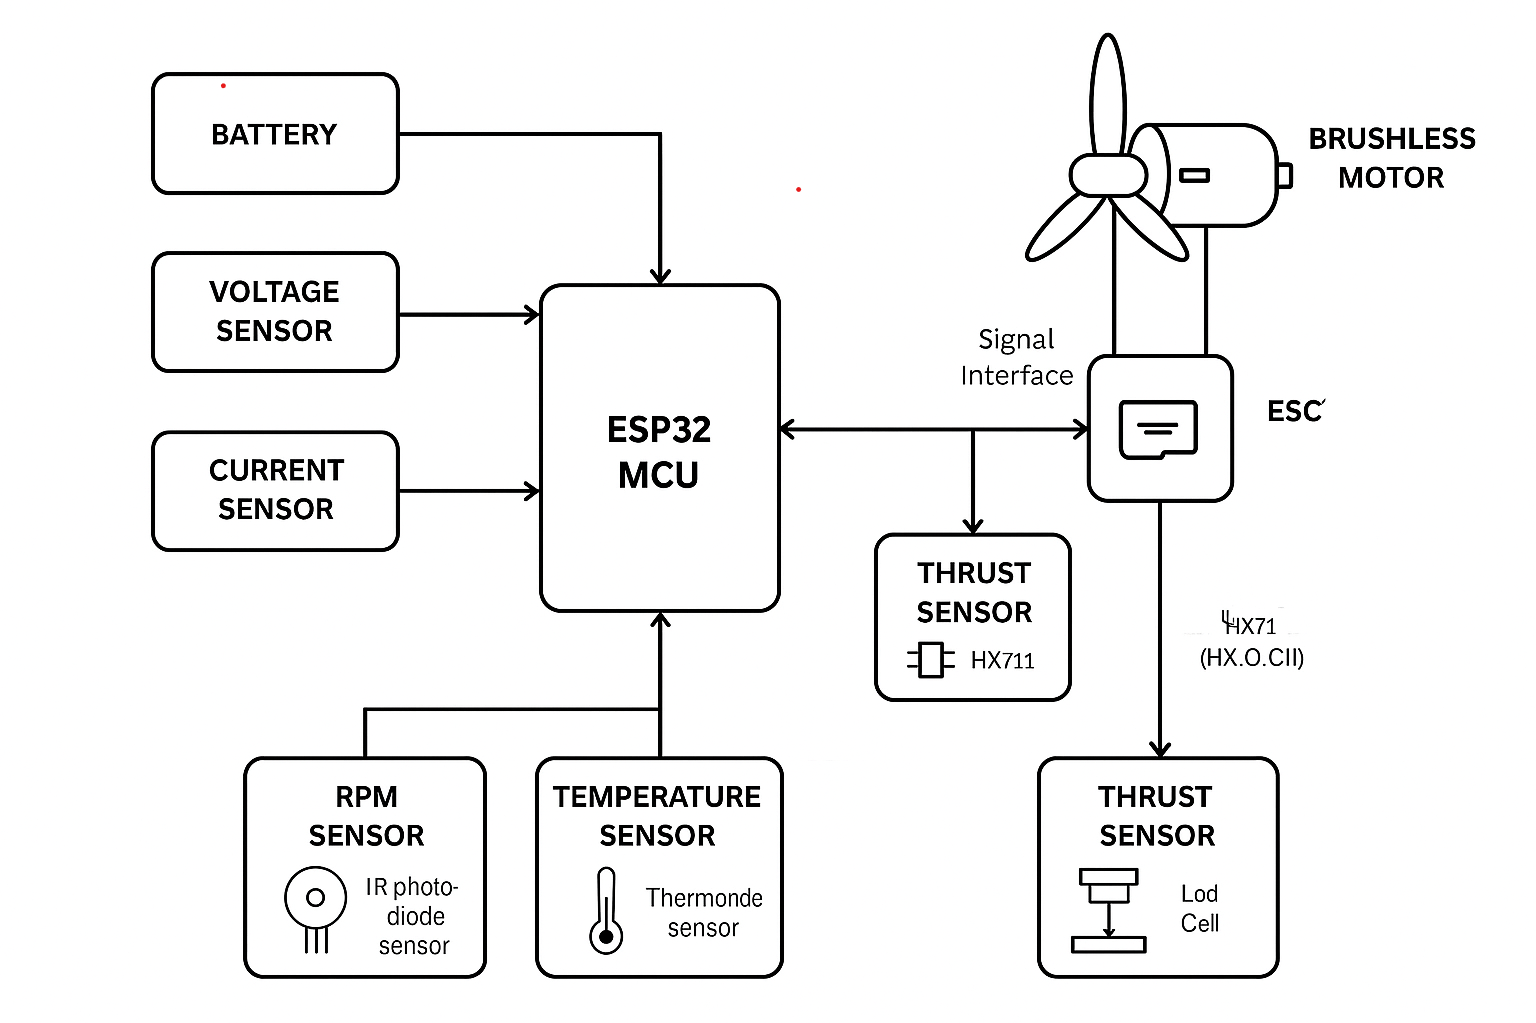 BATTERY
BRUSHLESS
MOTOR
VOLTAGE
SENSOR
Signal
Interface
ESC
CURRENT
SENSOR
ESP32
MCU
THRUST
SENSOR
HX711
HX71
(HX.O.CII)
RPM
SENSOR
IR photo-
diode
sensor
TEMPERATURE
SENSOR
Thermonde
sensor
THRUST
SENSOR
Lod
Cell